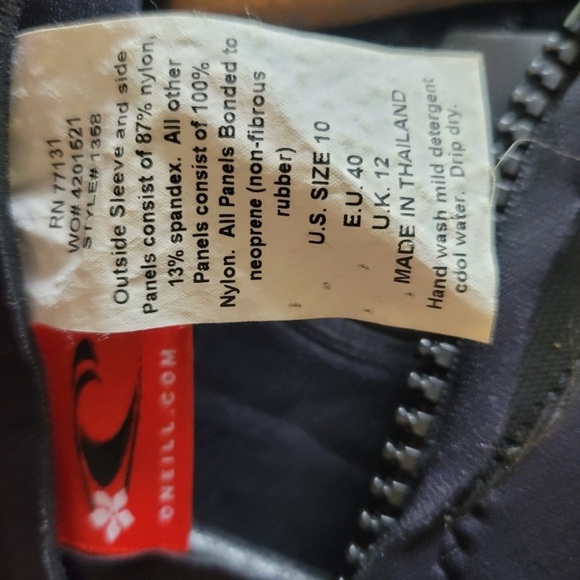 RN 77131
WO# 4201521
STYLE# 1358
Outside Sleeve and side
Panels consist of 87% nylon,
13% spandex. All other
Panels consist of 100%
Nylon. All Panels Bonded to
neoprene (non-fibrous
rubber)
U.S. SIZE 10
E.U. 40
U.K. 12
MADE IN THAILAND
Hand wash mild detergent
cool water. Drip dry.
ONEILL.COM